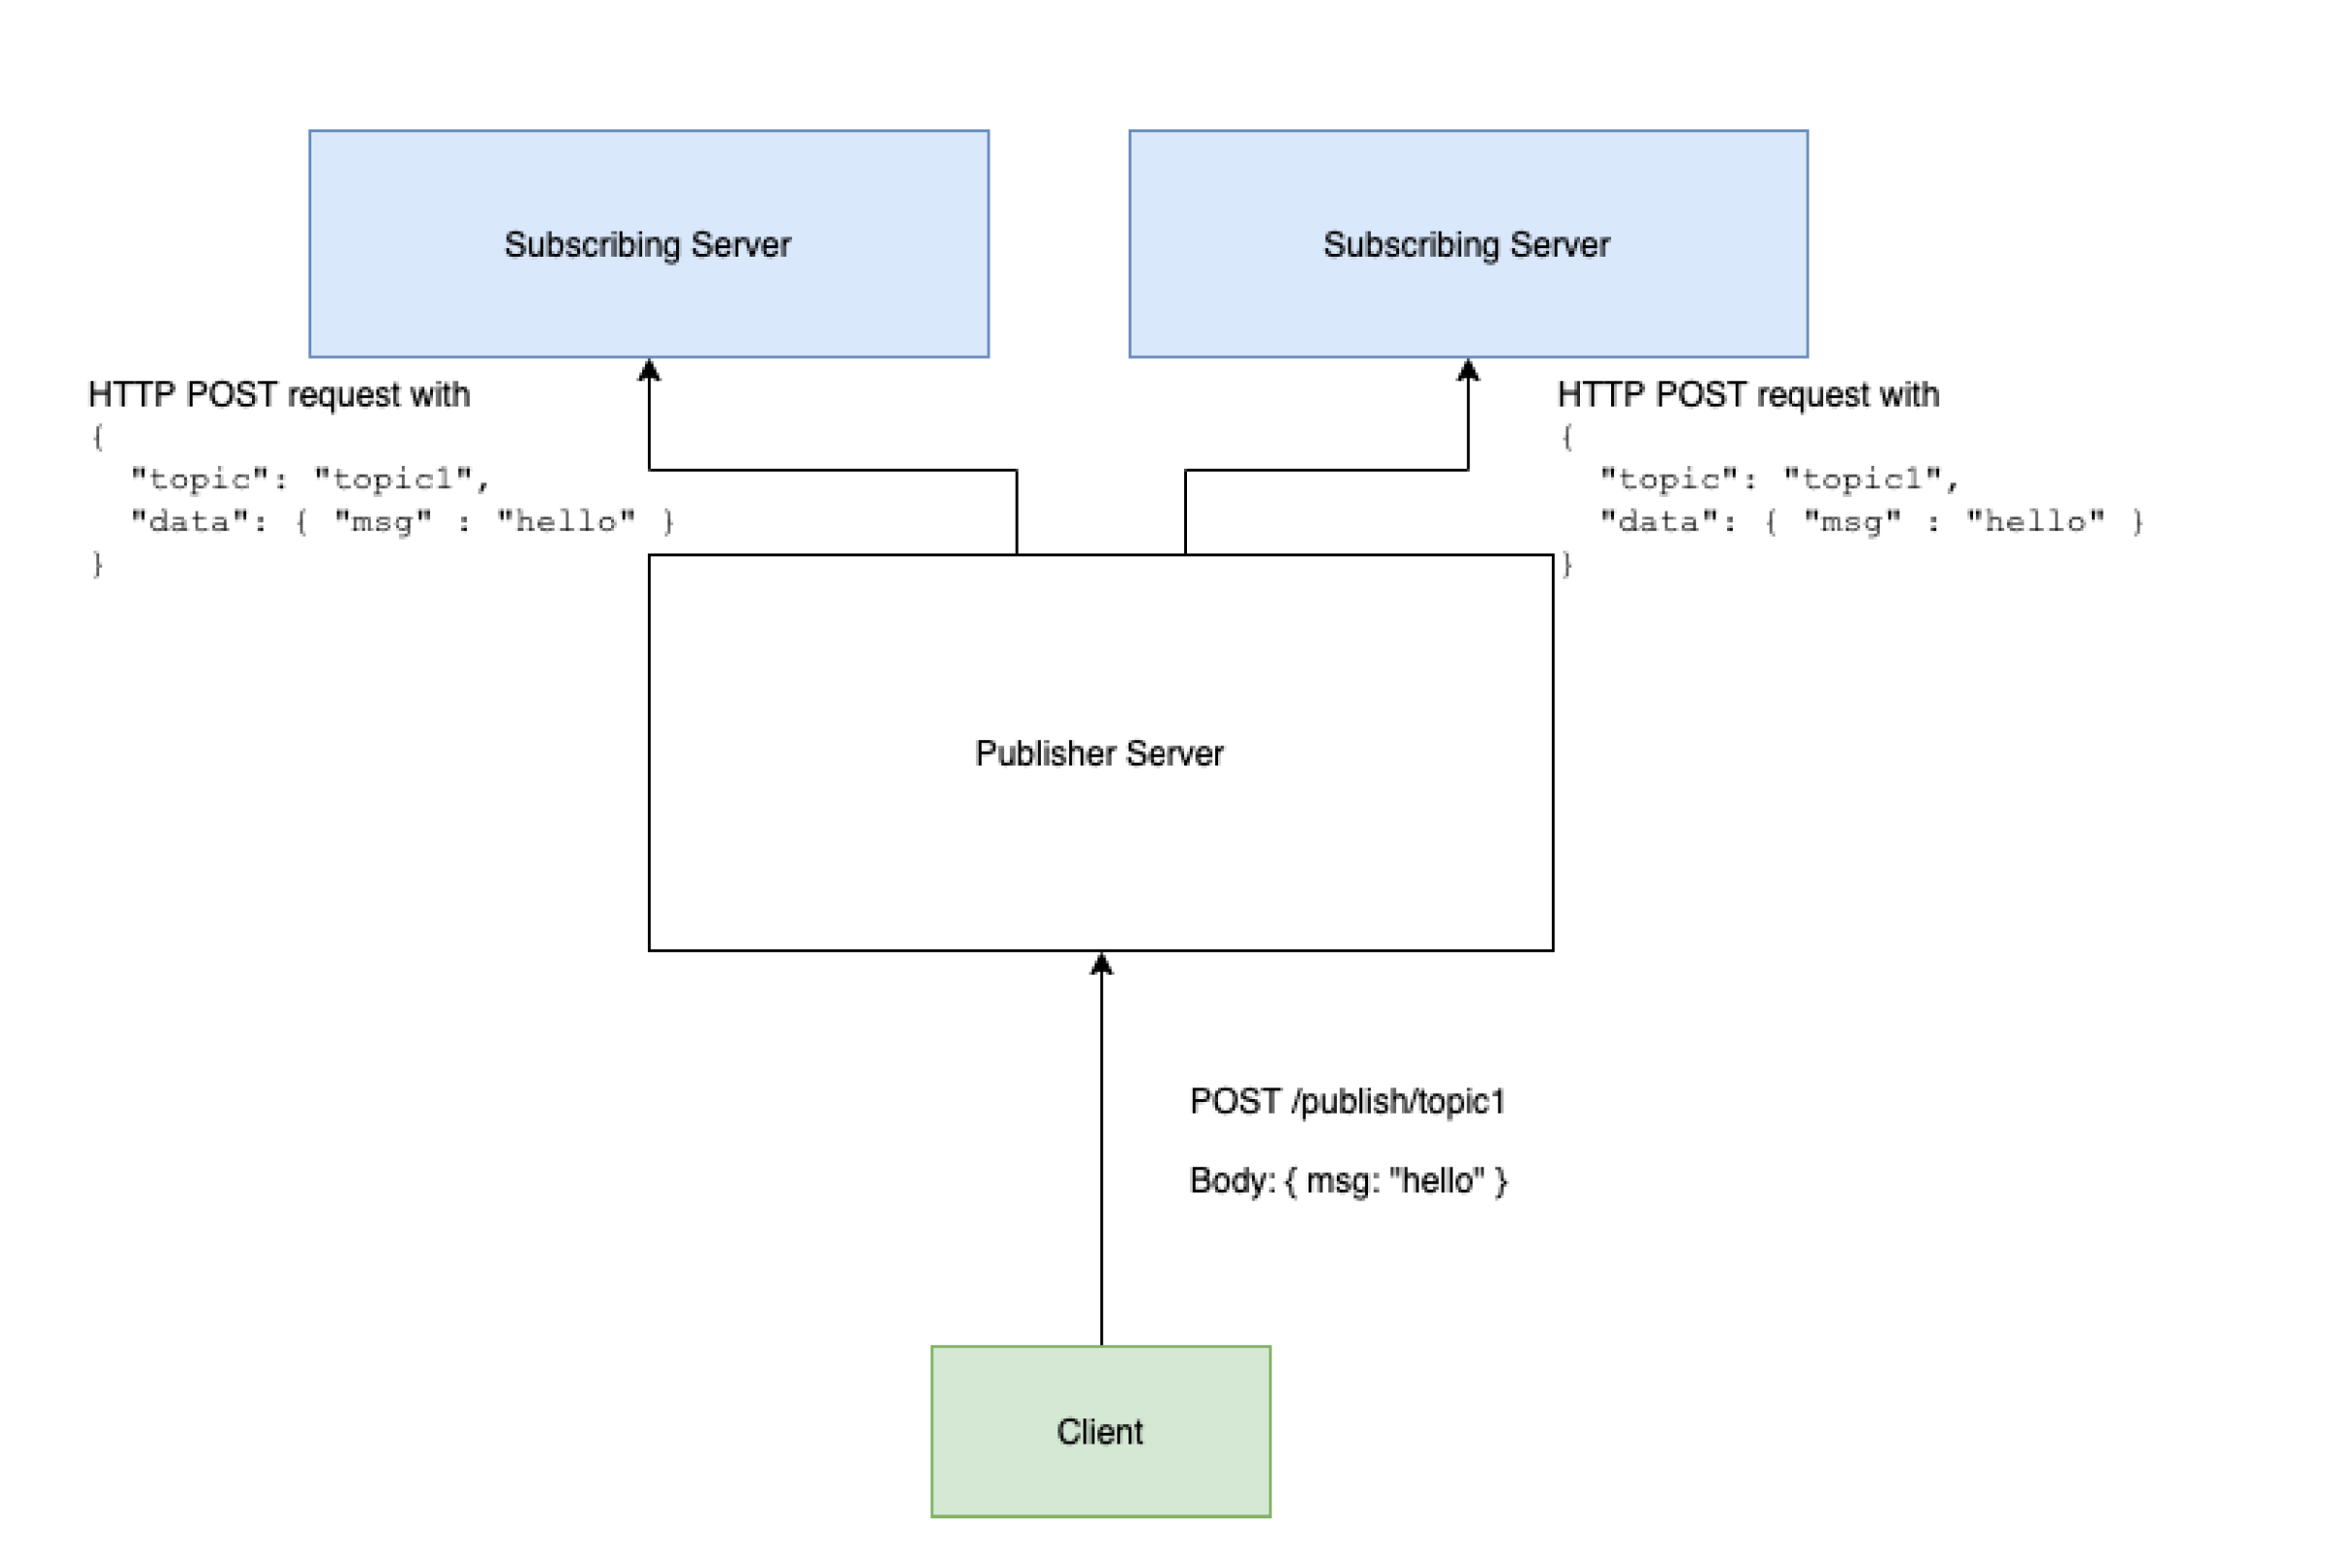 Subscribing Server
Subscribing Server
HTTP POST request with
{
  "topic": "topic1",
  "data": { "msg" : "hello" }
}
HTTP POST request with
{
  "topic": "topic1",
  "data": { "msg" : "hello" }
}
Publisher Server
POST /publish/topic1
Body: { msg: "hello" }
Client